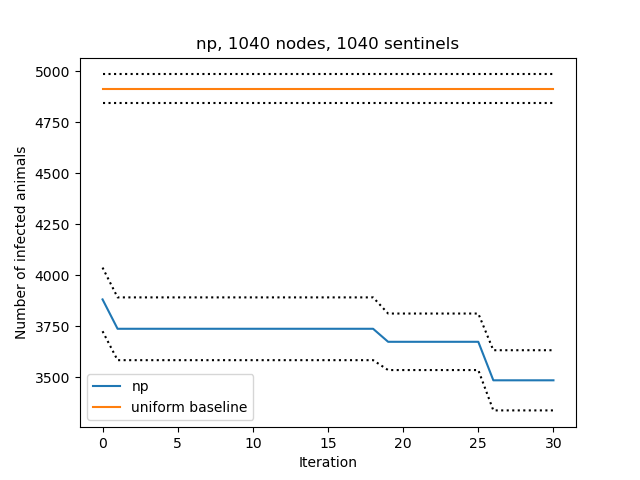 np, 1040 nodes, 1040 sentinels
5000
4750
4500
4250
4000
3750
3500
Number of infected animals
np
uniform baseline
0 5 10 15 20 25 30
Iteration